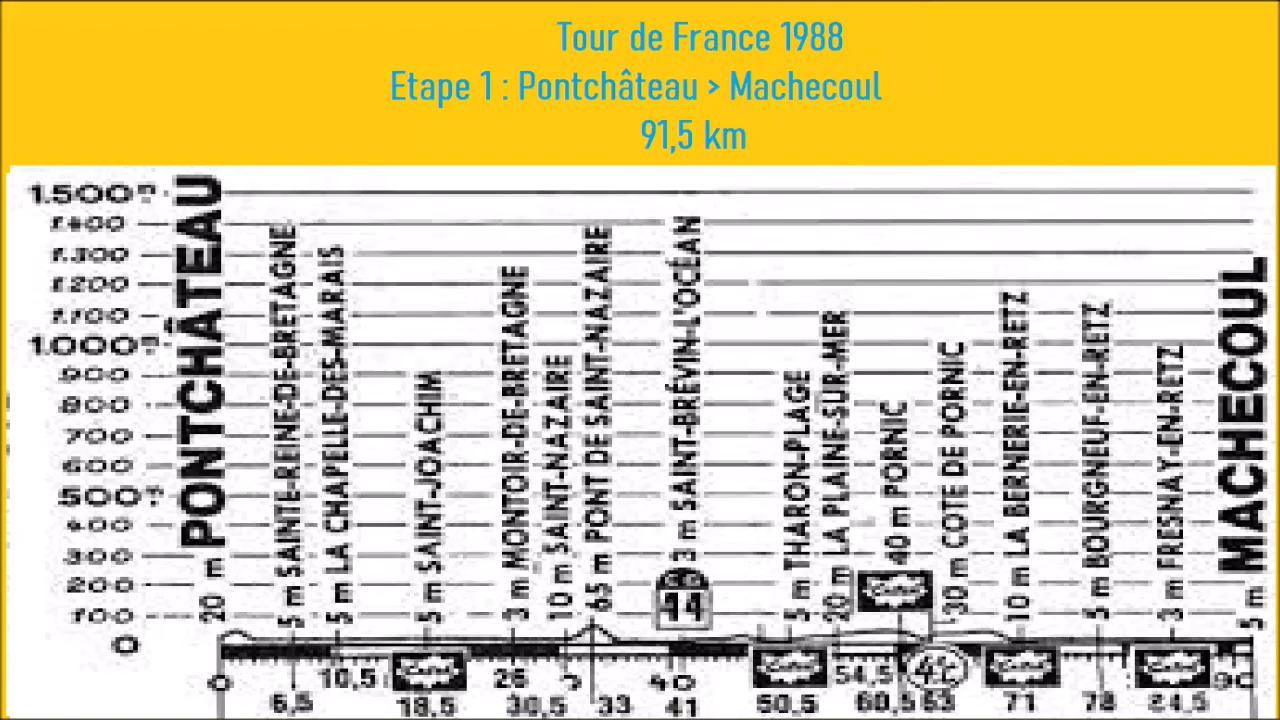 Tour de France 1988
Etape 1 : Pontchâteau > Machecoul
91,5 km
1.500m
1.400
1.300
1.200
1.100
1.000m
900
800
700
600
500m
400
300
200
100
0
20 m PONTCHÂTEAU
5 m SAINTE-REINE-DE-BRETAGNE
5 m LA CHAPELLE-DES-MARAIS
5 m SAINT-JOACHIM
3 m MONTOIR-DE-BRETAGNE
10 m SAINT-NAZAIRE
65 m PONT DE SAINT-NAZAIRE
3 m SAINT-BRÉVIN-L'OCÉAN
44
5 m THARON-PLAGE
20 m LA PLAINE-SUR-MER
40 m PORNIC
30 m COTE DE PORNIC
10 m LA BERNERIE-EN-RETZ
5 m BOURGNEUF-EN-RETZ
3 m FRESNAY-EN-RETZ
5 m MACHECOUL
0
6,5
10,5
18,5
26
30,5
33
40
41
50,5
54,5
60,5
63
4e
71
78
84,5
90